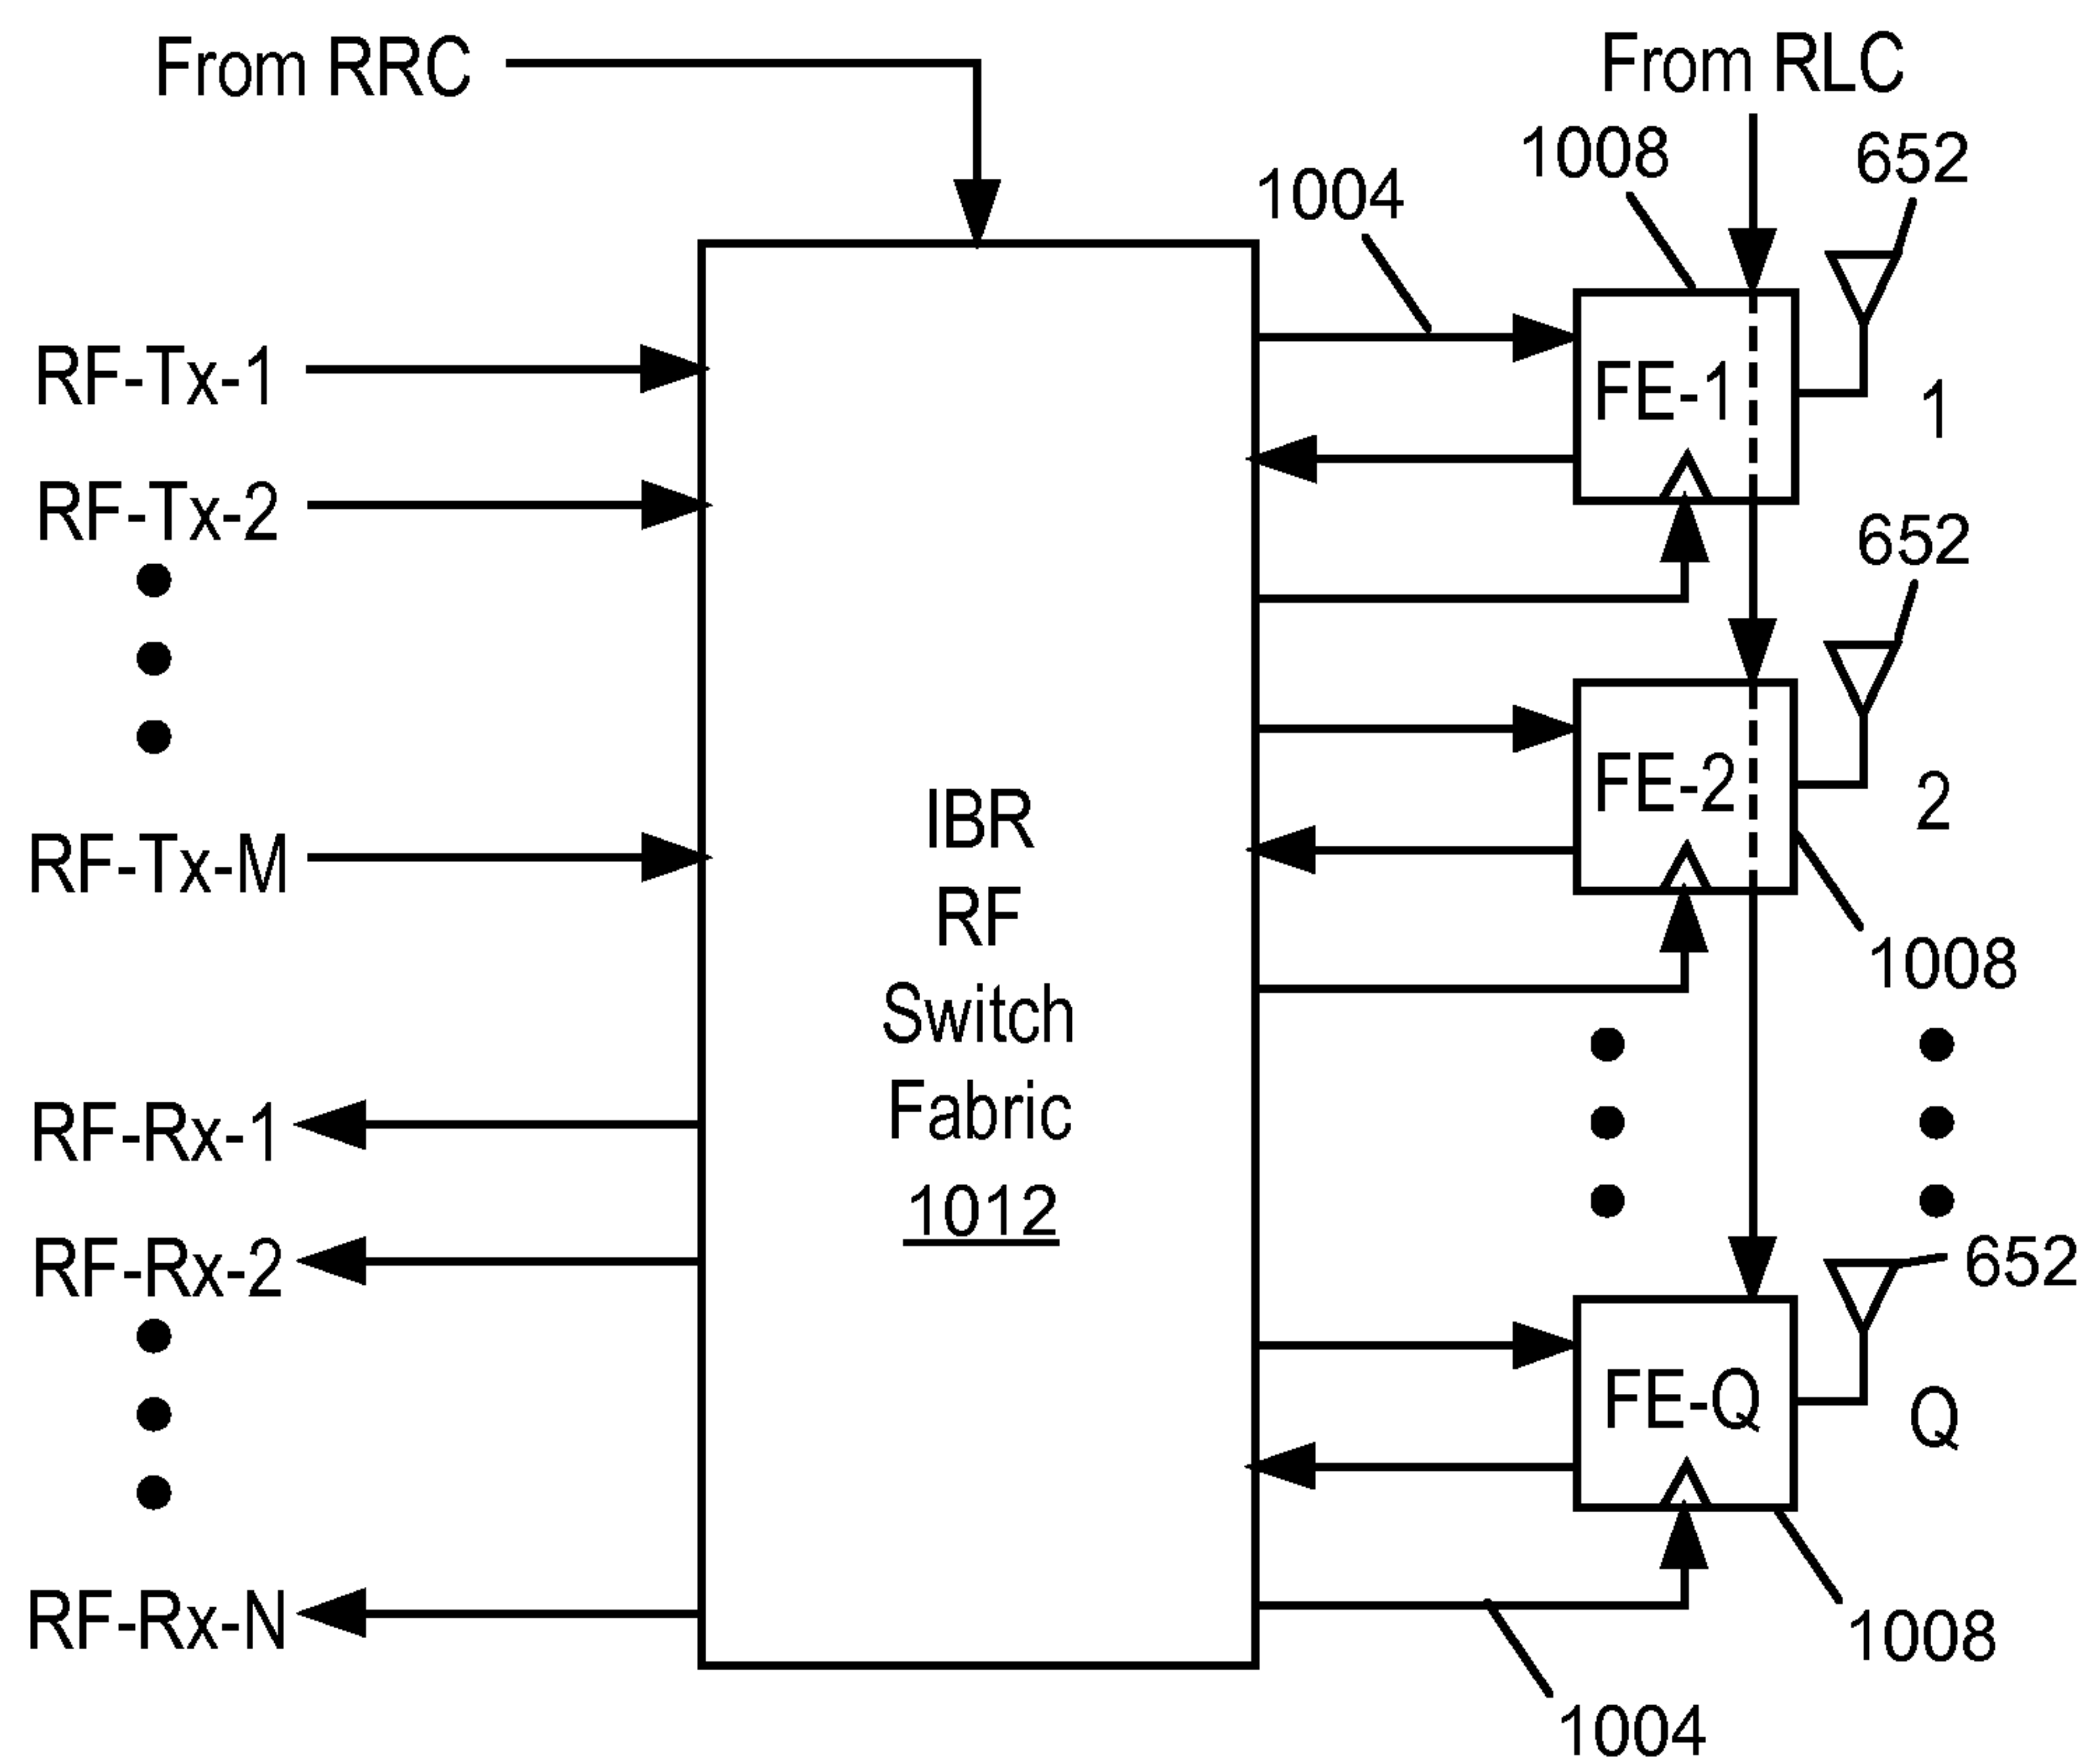 From RRC
From RLC
1008
652
1004
RF-Tx-1
FE-1
1
RF-Tx-2
652
RF-Tx-M
FE-2
2
1008
IBR
RF
Switch
Fabric
1012
RF-Rx-1
RF-Rx-2
652
FE-Q
Q
RF-Rx-N
1008
1004